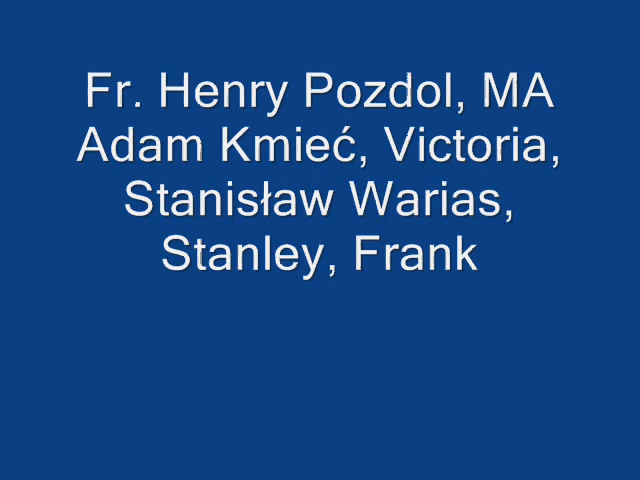 Fr. Henry Pozdol, MA
Adam Kmieć, Victoria,
Stanisław Warias,
Stanley, Frank